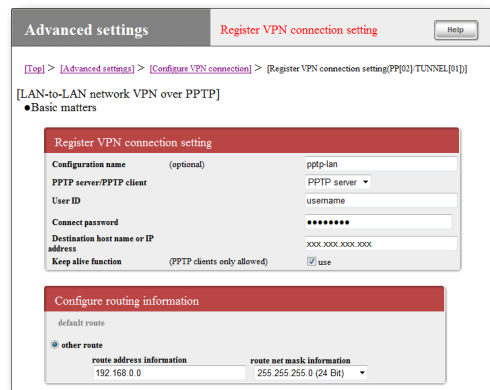 Advanced settings
Register VPN connection setting
Help
[Top] > [Advanced settings] > [Configure VPN connection] > [Register VPN connection setting(PP[02]/TUNNEL[01])]
[LAN-to-LAN network VPN over PPTP]
●Basic matters
Register VPN connection setting
Configuration name (optional) pptp-lan
PPTP server/PPTP client PPTP server
User ID username
Connect password ●●●●●●●●
Destination host name or IP
address xxx.xxx.xxx.xxx
Keep alive function (PPTP clients only allowed) use
Configure routing information
default route
other route
route address information route net mask information
192.168.0.0 255.255.255.0 (24 Bit)